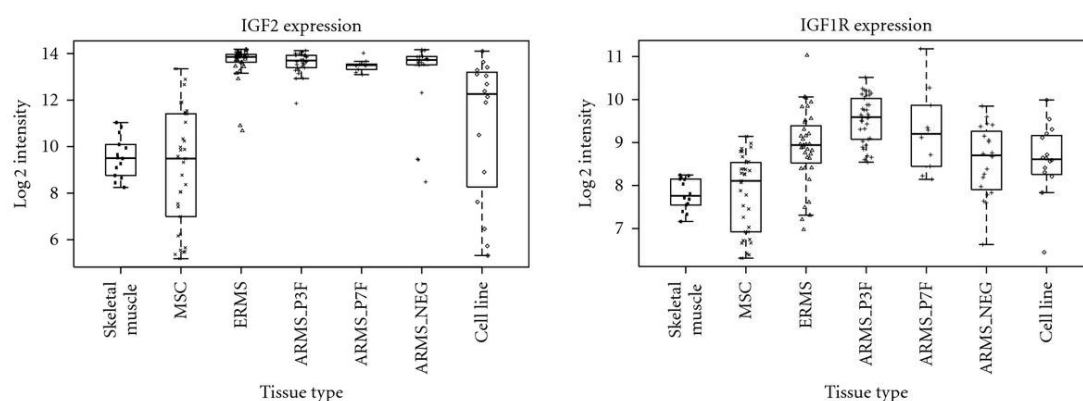 IGF2 expression
14
12
10
8
6
Log 2 intensity
Skeletal
muscle
MSC
ERMS
ARMS_P3F
ARMS_P7F
ARMS_NEG
Cell line
Tissue type
IGF1R expression
11
10
9
8
7
Log 2 intensity
Skeletal
muscle
MSC
ERMS
ARMS_P3F
ARMS_P7F
ARMS_NEG
Cell line
Tissue type